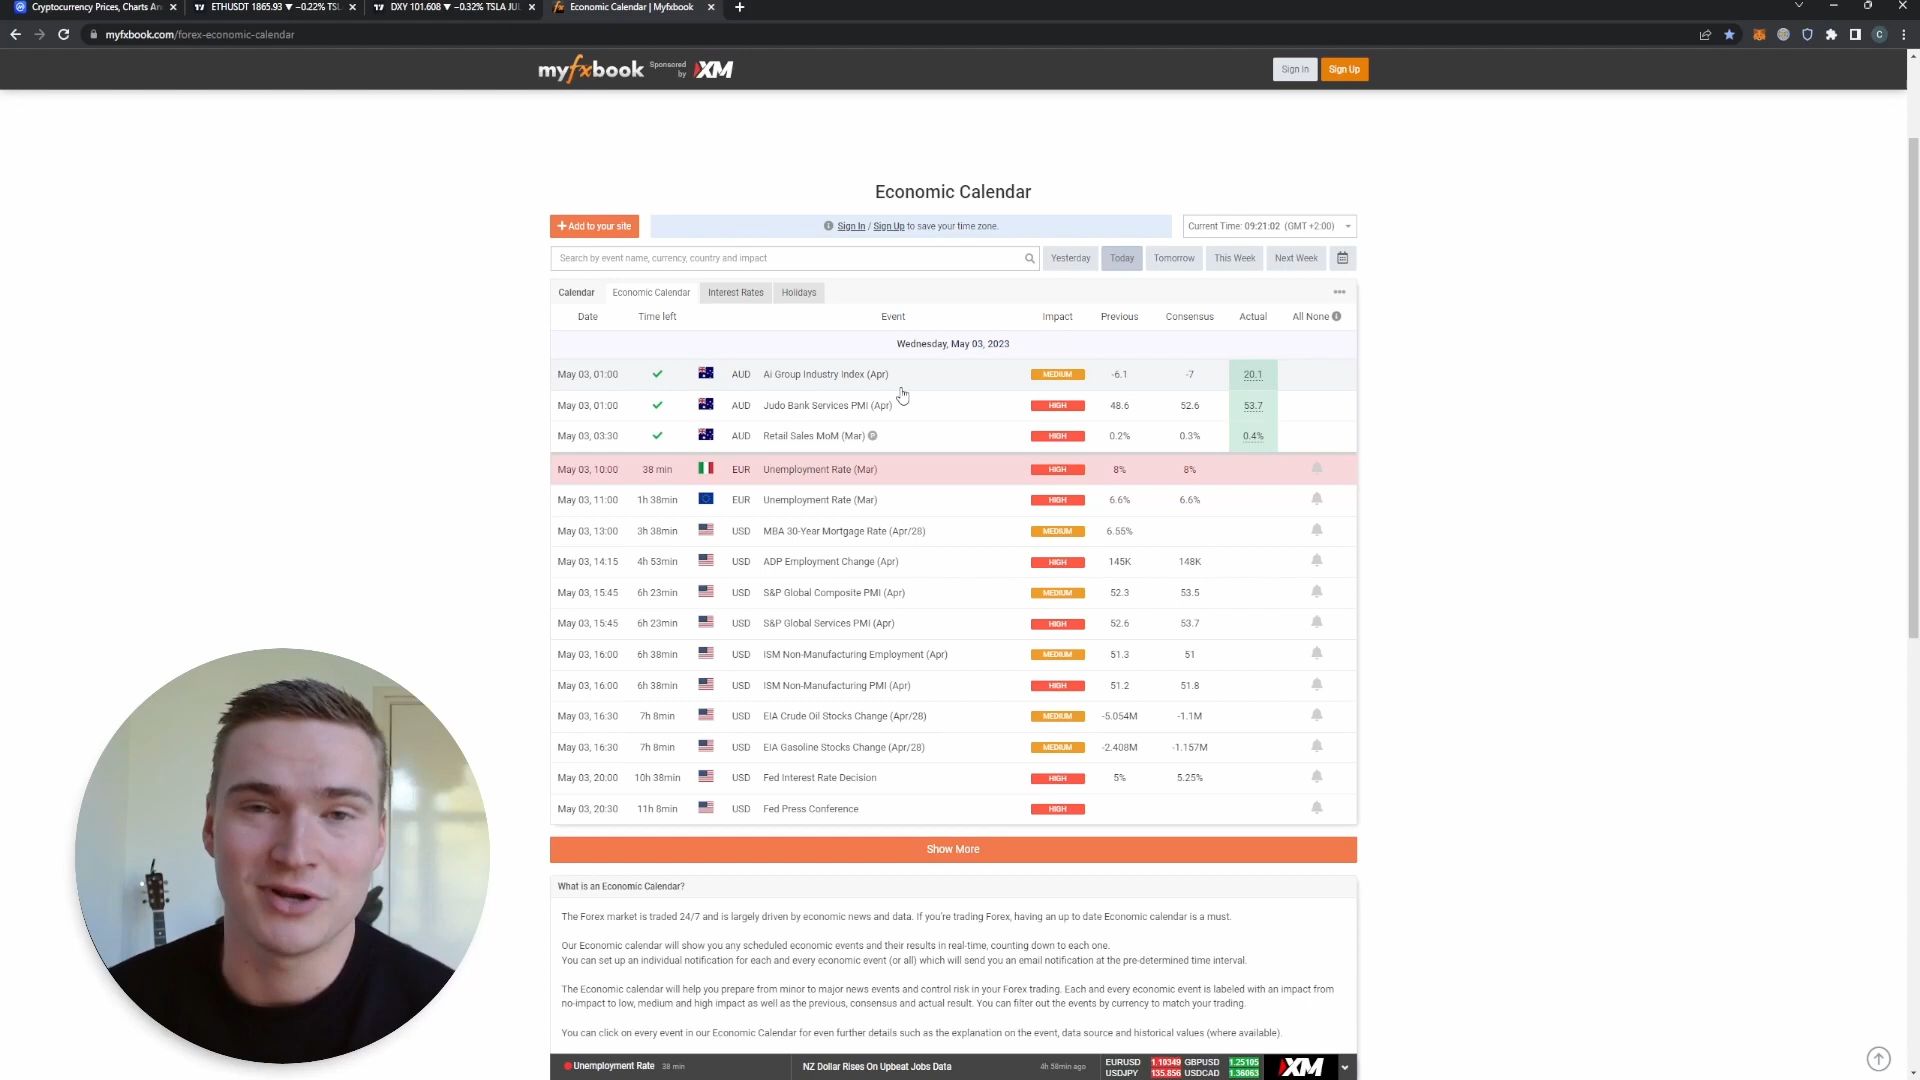 Cryptocurrency Prices, Charts An
ETHUSDT 1865.93 ▼ −0.22% TSL
DXY 101.608 ▼ −0.32% TSLA JUL
Economic Calendar | Myfxbook
myfxbook.com/forex-economic-calendar
C
myfxbook Sponsored by XM
Sign In
Sign Up
Economic Calendar
+ Add to your site
Sign In / Sign Up to save your time zone.
Current Time: 09:21:02 (GMT +2:00)
Search by event name, currency, country and impact
Yesterday Today Tomorrow This Week Next Week
Calendar Economic Calendar Interest Rates Holidays
Date Time left Event Impact Previous Consensus Actual All None
Wednesday, May 03, 2023
May 03, 01:00 AUD Ai Group Industry Index (Apr) MEDIUM -6.1 -7 20.1
May 03, 01:00 AUD Judo Bank Services PMI (Apr) HIGH 48.6 52.6 53.7
May 03, 03:30 AUD Retail Sales MoM (Mar) P HIGH 0.2% 0.3% 0.4%
May 03, 10:00 38 min EUR Unemployment Rate (Mar) HIGH 8% 8%
May 03, 11:00 1h 38min EUR Unemployment Rate (Mar) HIGH 6.6% 6.6%
May 03, 13:00 3h 38min USD MBA 30-Year Mortgage Rate (Apr/28) MEDIUM 6.55%
May 03, 14:15 4h 53min USD ADP Employment Change (Apr) HIGH 145K 148K
May 03, 15:45 6h 23min USD S&P Global Composite PMI (Apr) MEDIUM 52.3 53.5
May 03, 15:45 6h 23min USD S&P Global Services PMI (Apr) HIGH 52.6 53.7
May 03, 16:00 6h 38min USD ISM Non-Manufacturing Employment (Apr) MEDIUM 51.3 51
May 03, 16:00 6h 38min USD ISM Non-Manufacturing PMI (Apr) HIGH 51.2 51.8
May 03, 16:30 7h 8min USD EIA Crude Oil Stocks Change (Apr/28) MEDIUM -5.054M -1.1M
May 03, 16:30 7h 8min USD EIA Gasoline Stocks Change (Apr/28) MEDIUM -2.408M -1.157M
May 03, 20:00 10h 38min USD Fed Interest Rate Decision HIGH 5% 5.25%
May 03, 20:30 11h 8min USD Fed Press Conference HIGH
Show More
What is an Economic Calendar?
The Forex market is traded 24/7 and is largely driven by economic news and data. If you're trading Forex, having an up to date Economic calendar is a must.
Our Economic calendar will show you any scheduled economic events and their results in real-time, counting down to each one.
You can set up an individual notification for each and every economic event (or all) which will send you an email notification at the pre-determined time interval.
The Economic calendar will help you prepare from minor to major news events and control risk in your Forex trading. Each and every economic event is labeled with an impact from
no-impact to low, medium and high impact as well as the previous, consensus and actual result. You can filter out the events by currency to match your trading.
You can click on every event in our Economic Calendar for even further details such as the explanation on the event, data source and historical values (where available).
Unemployment Rate 38 min
NZ Dollar Rises On Upbeat Jobs Data 4h 58min ago
EURUSD 1.10349 GBPUSD 1.25105
USDJPY 135.856 USDCAD 1.36063
XM